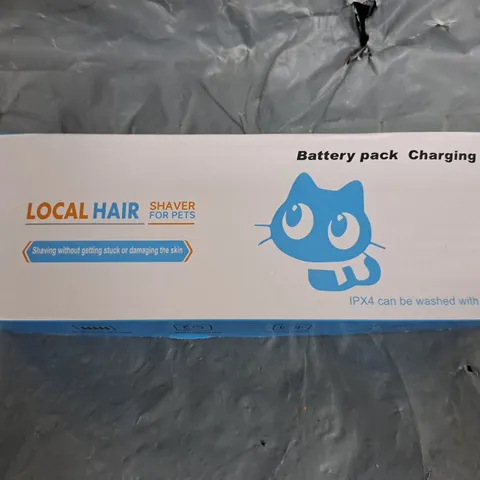 Battery pack Charging
LOCAL HAIR
SHAVER
FOR PETS
Shaving without getting stuck or damaging the skin
IPX4 can be washed with